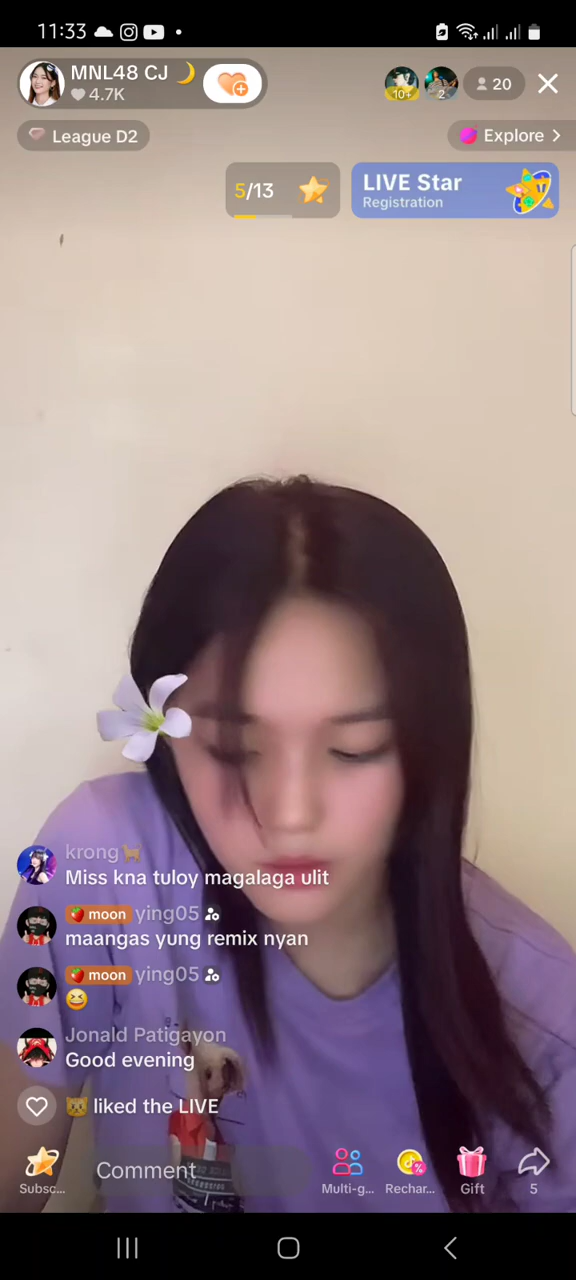 11:33
MNL48 CJ 🌙
4.7K
10+
2
20
League D2
Explore >
5/13
LIVE Star
Registration
krong🐕
Miss kna tuloy magalaga ulit
moon ying05
maangas yung remix nyan
moon ying05
😆
Jonald Patigayon
Good evening
😺 liked the LIVE
Comment
Subsc...
Multi-g...
Rechar...
Gift
5